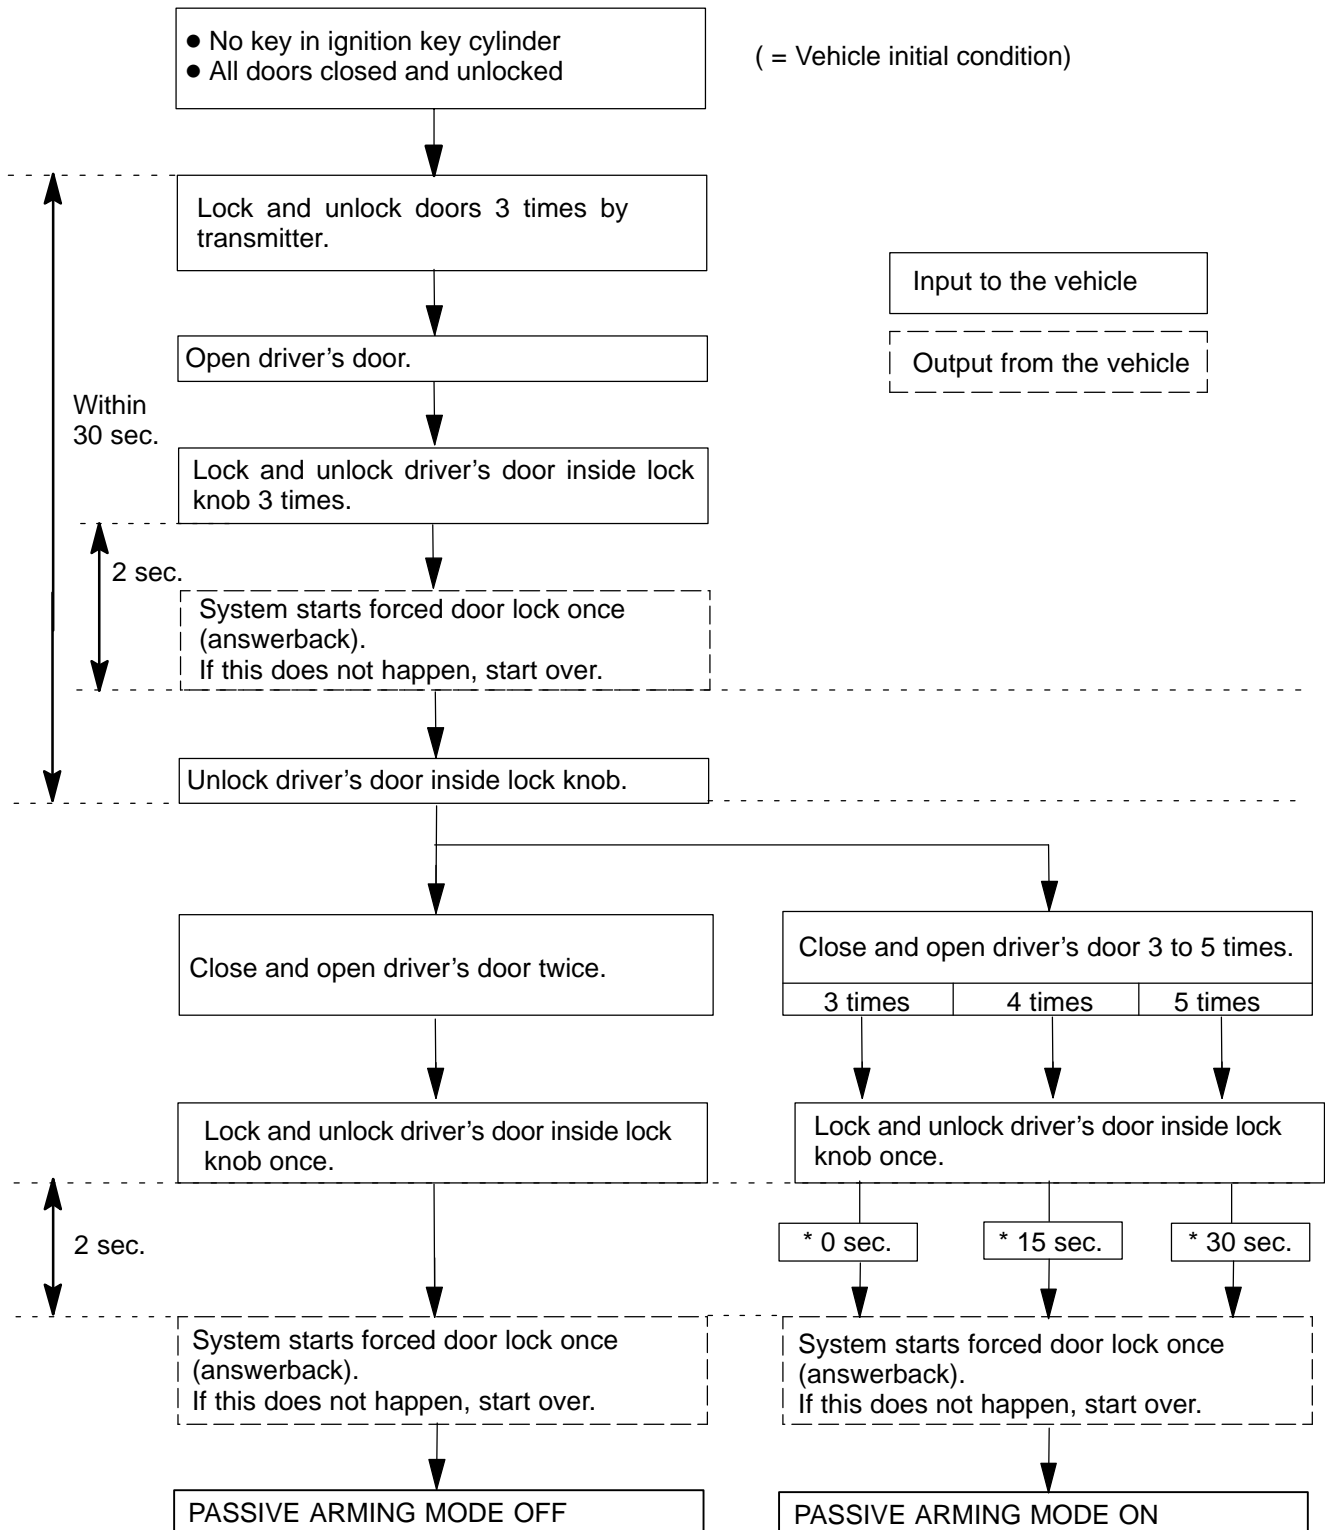 ● No key in ignition key cylinder
● All doors closed and unlocked
( = Vehicle initial condition)
Lock and unlock doors 3 times by
transmitter.
Input to the vehicle
Open driver's door.
Output from the vehicle
Within
30 sec.
Lock and unlock driver's door inside lock
knob 3 times.
2 sec.
System starts forced door lock once
(answerback).
If this does not happen, start over.
Unlock driver's door inside lock knob.
Close and open driver's door twice.
Close and open driver's door 3 to 5 times.
3 times
4 times
5 times
Lock and unlock driver's door inside lock
knob once.
Lock and unlock driver's door inside lock
knob once.
2 sec.
* 0 sec.
* 15 sec.
* 30 sec.
System starts forced door lock once
(answerback).
If this does not happen, start over.
System starts forced door lock once
(answerback).
If this does not happen, start over.
PASSIVE ARMING MODE OFF
PASSIVE ARMING MODE ON